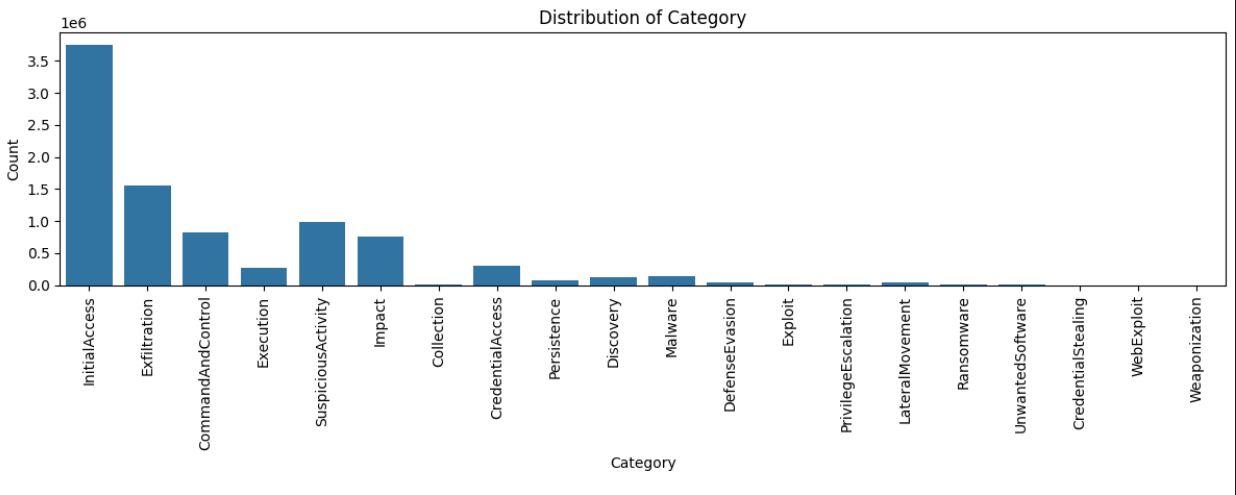 Distribution of Category
1e6
3.5
3.0
2.5
2.0
1.5
1.0
0.5
0.0
Count
InitialAccess
Exfiltration
CommandAndControl
Execution
SuspiciousActivity
Impact
Collection
CredentialAccess
Persistence
Discovery
Malware
DefenseEvasion
Exploit
PrivilegeEscalation
LateralMovement
Ransomware
UnwantedSoftware
CredentialStealing
WebExploit
Weaponization
Category